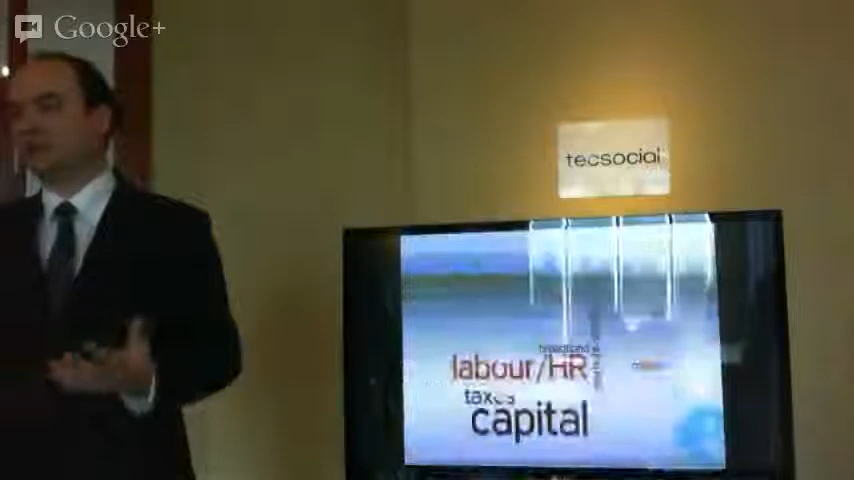 Google+
tecsocial
broadband
labour/HR
taxes
capital